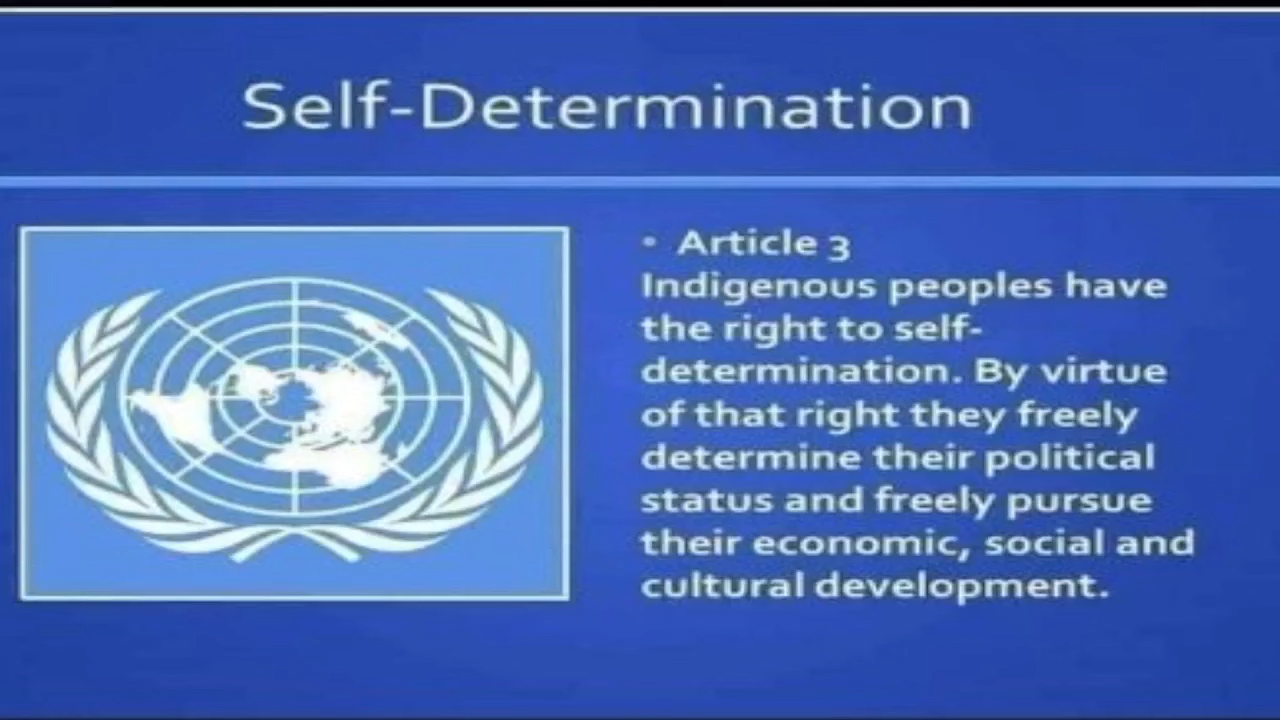 Self-Determination
• Article 3
Indigenous peoples have
the right to self-
determination. By virtue
of that right they freely
determine their political
status and freely pursue
their economic, social and
cultural development.